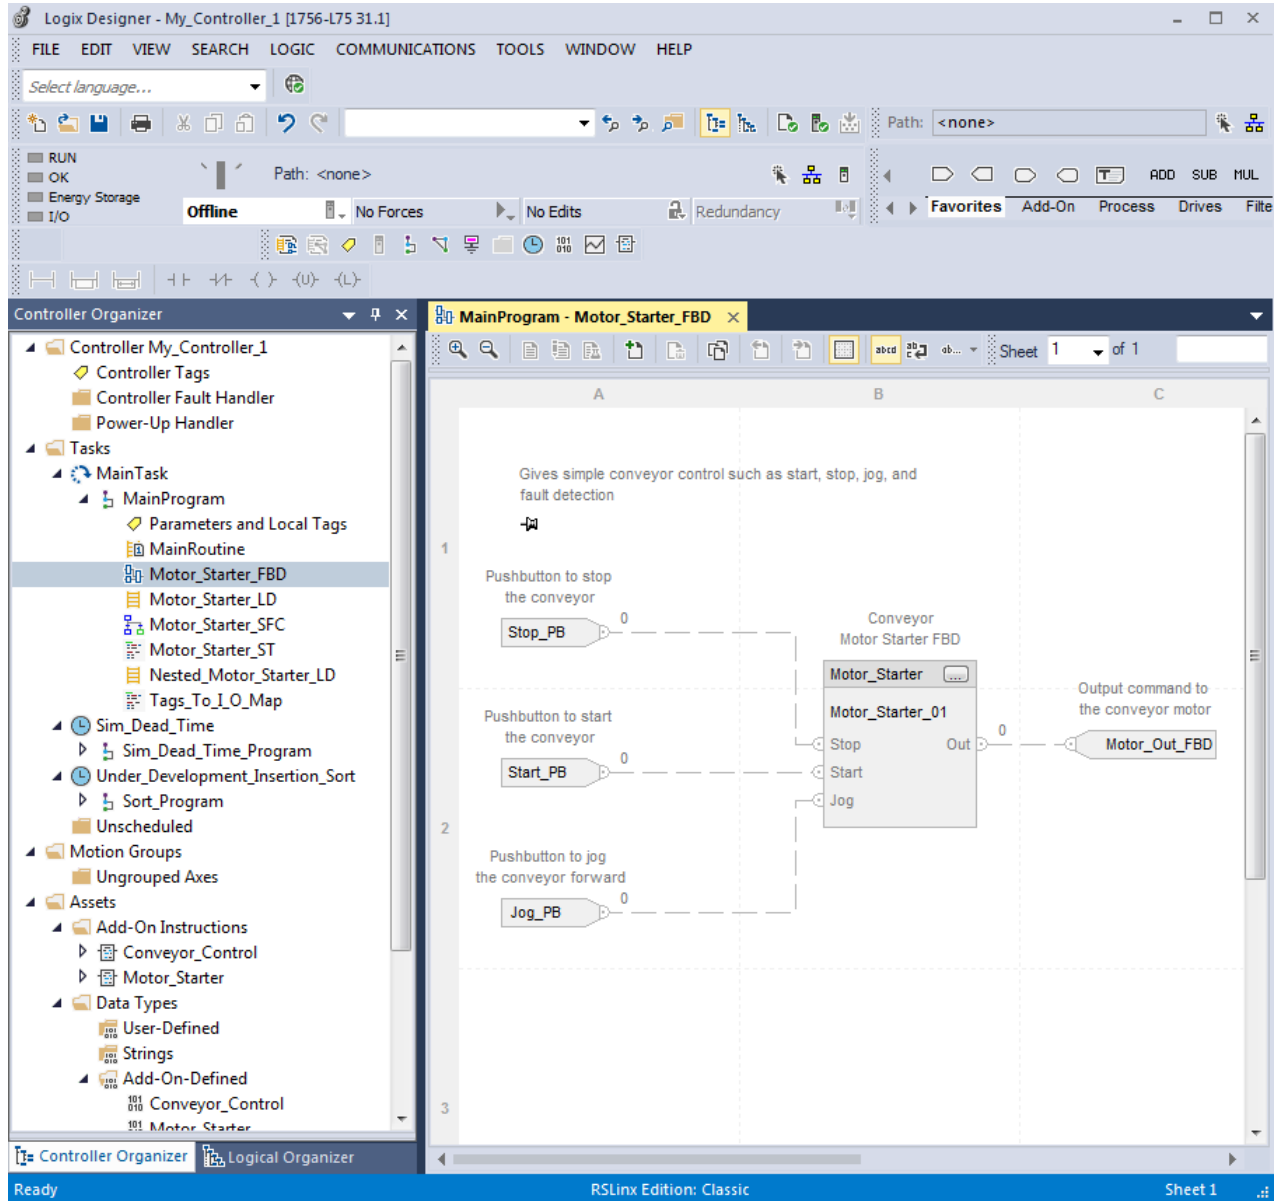 Logix Designer - My_Controller_1 [1756-L75 31.1]
FILE EDIT VIEW SEARCH LOGIC COMMUNICATIONS TOOLS WINDOW HELP
Select language...
Path: <none>
RUN
OK
Energy Storage
I/O
Path: <none>
Offline
No Forces
No Edits
Redundancy
ADD SUB MUL
Favorites Add-On Process Drives Filte
Controller Organizer
Controller My_Controller_1
Controller Tags
Controller Fault Handler
Power-Up Handler
Tasks
MainTask
MainProgram
Parameters and Local Tags
MainRoutine
Motor_Starter_FBD
Motor_Starter_LD
Motor_Starter_SFC
Motor_Starter_ST
Nested_Motor_Starter_LD
Tags_To_I_O_Map
Sim_Dead_Time
Sim_Dead_Time_Program
Under_Development_Insertion_Sort
Sort_Program
Unscheduled
Motion Groups
Ungrouped Axes
Assets
Add-On Instructions
Conveyor_Control
Motor_Starter
Data Types
User-Defined
Strings
Add-On-Defined
Conveyor_Control
Motor_Starter
Controller Organizer
Logical Organizer
MainProgram - Motor_Starter_FBD
abcd
ab...
Sheet 1 of 1
A B C
1
2
3
Gives simple conveyor control such as start, stop, jog, and
fault detection
Pushbutton to stop
the conveyor
Stop_PB
0
Pushbutton to start
the conveyor
Start_PB
0
Pushbutton to jog
the conveyor forward
Jog_PB
0
Conveyor
Motor Starter FBD
Motor_Starter ...
Motor_Starter_01
Stop Out
Start
Jog
0
Output command to
the conveyor motor
Motor_Out_FBD
Ready
RSLinx Edition: Classic
Sheet 1